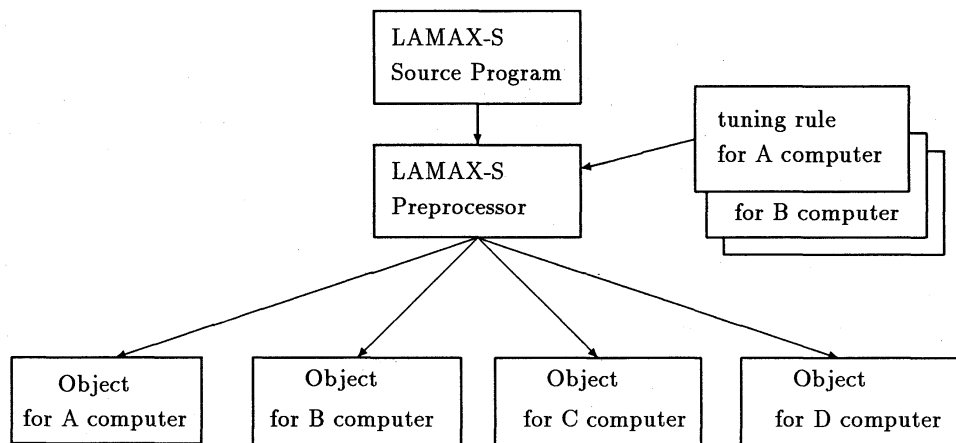 LAMAX-S
Source Program
tuning rule
for A computer
LAMAX-S
Preprocessor
for B computer
Object
for A computer
Object
for B computer
Object
for C computer
Object
for D computer